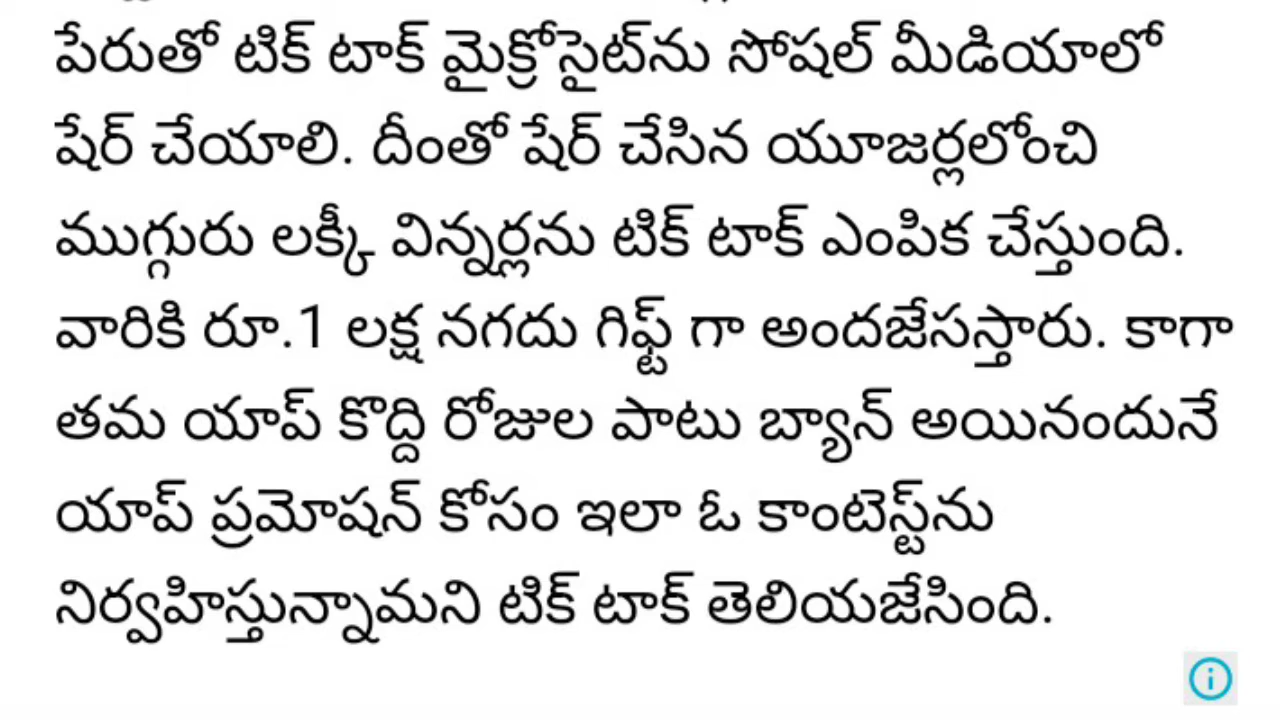 పేరుతో టిక్ టాక్ మైక్రోసైట్‌ను సోషల్ మీడియాలో
షేర్ చేయాలి. దీంతో షేర్ చేసిన యూజర్లలోంచి
ముగ్గురు లక్కీ విన్నర్లను టిక్ టాక్ ఎంపిక చేస్తుంది.
వారికి రూ.1 లక్ష నగదు గిఫ్ట్ గా అందజేసస్తారు. కాగా
తమ యాప్ కొద్ది రోజుల పాటు బ్యాన్ అయినందునే
యాప్ ప్రమోషన్ కోసం ఇలా ఓ కాంటెస్ట్‌ను
నిర్వహిస్తున్నామని టిక్ టాక్ తెలియజేసింది.